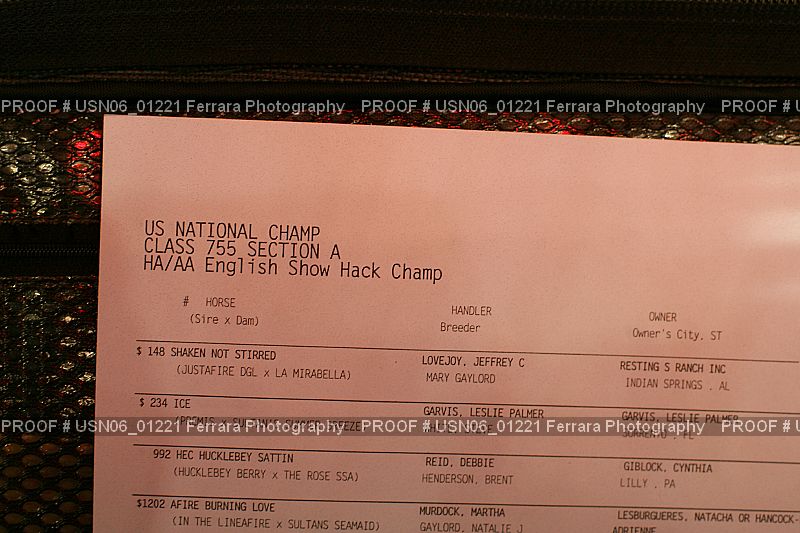 PROOF # USN06_01221 Ferrara Photography PROOF # USN06_01221 Ferrara Photography PROOF #
US NATIONAL CHAMP
CLASS 755 SECTION A
HA/AA English Show Hack Champ
# HORSE HANDLER OWNER
(Sire x Dam) Breeder Owner's City, ST
$ 148 SHAKEN NOT STIRRED LOVEJOY, JEFFREY C RESTING S RANCH INC
(JUSTAFIRE DGL x LA MIRABELLA) MARY GAYLORD INDIAN SPRINGS , AL
$ 234 ICE GARVIS, LESLIE PALMER GARVIS, LESLIE PALMER
PROOF # USN06_01221 Ferrara Photography PROOF # USN06_01221 Ferrara Photography PROOF #
SORRENTO , FL
992 HEC HUCKLEBEY SATTIN REID, DEBBIE GIBLOCK, CYNTHIA
(HUCKLEBEY BERRY x THE ROSE SSA) HENDERSON, BRENT LILLY , PA
$1202 AFIRE BURNING LOVE MURDOCK, MARTHA LESBURGUERES, NATACHA OR HANCOCK-
(IN THE LINEAFIRE x SULTANS SEAMAID) GAYLORD, NATALIE J ADRIENNE